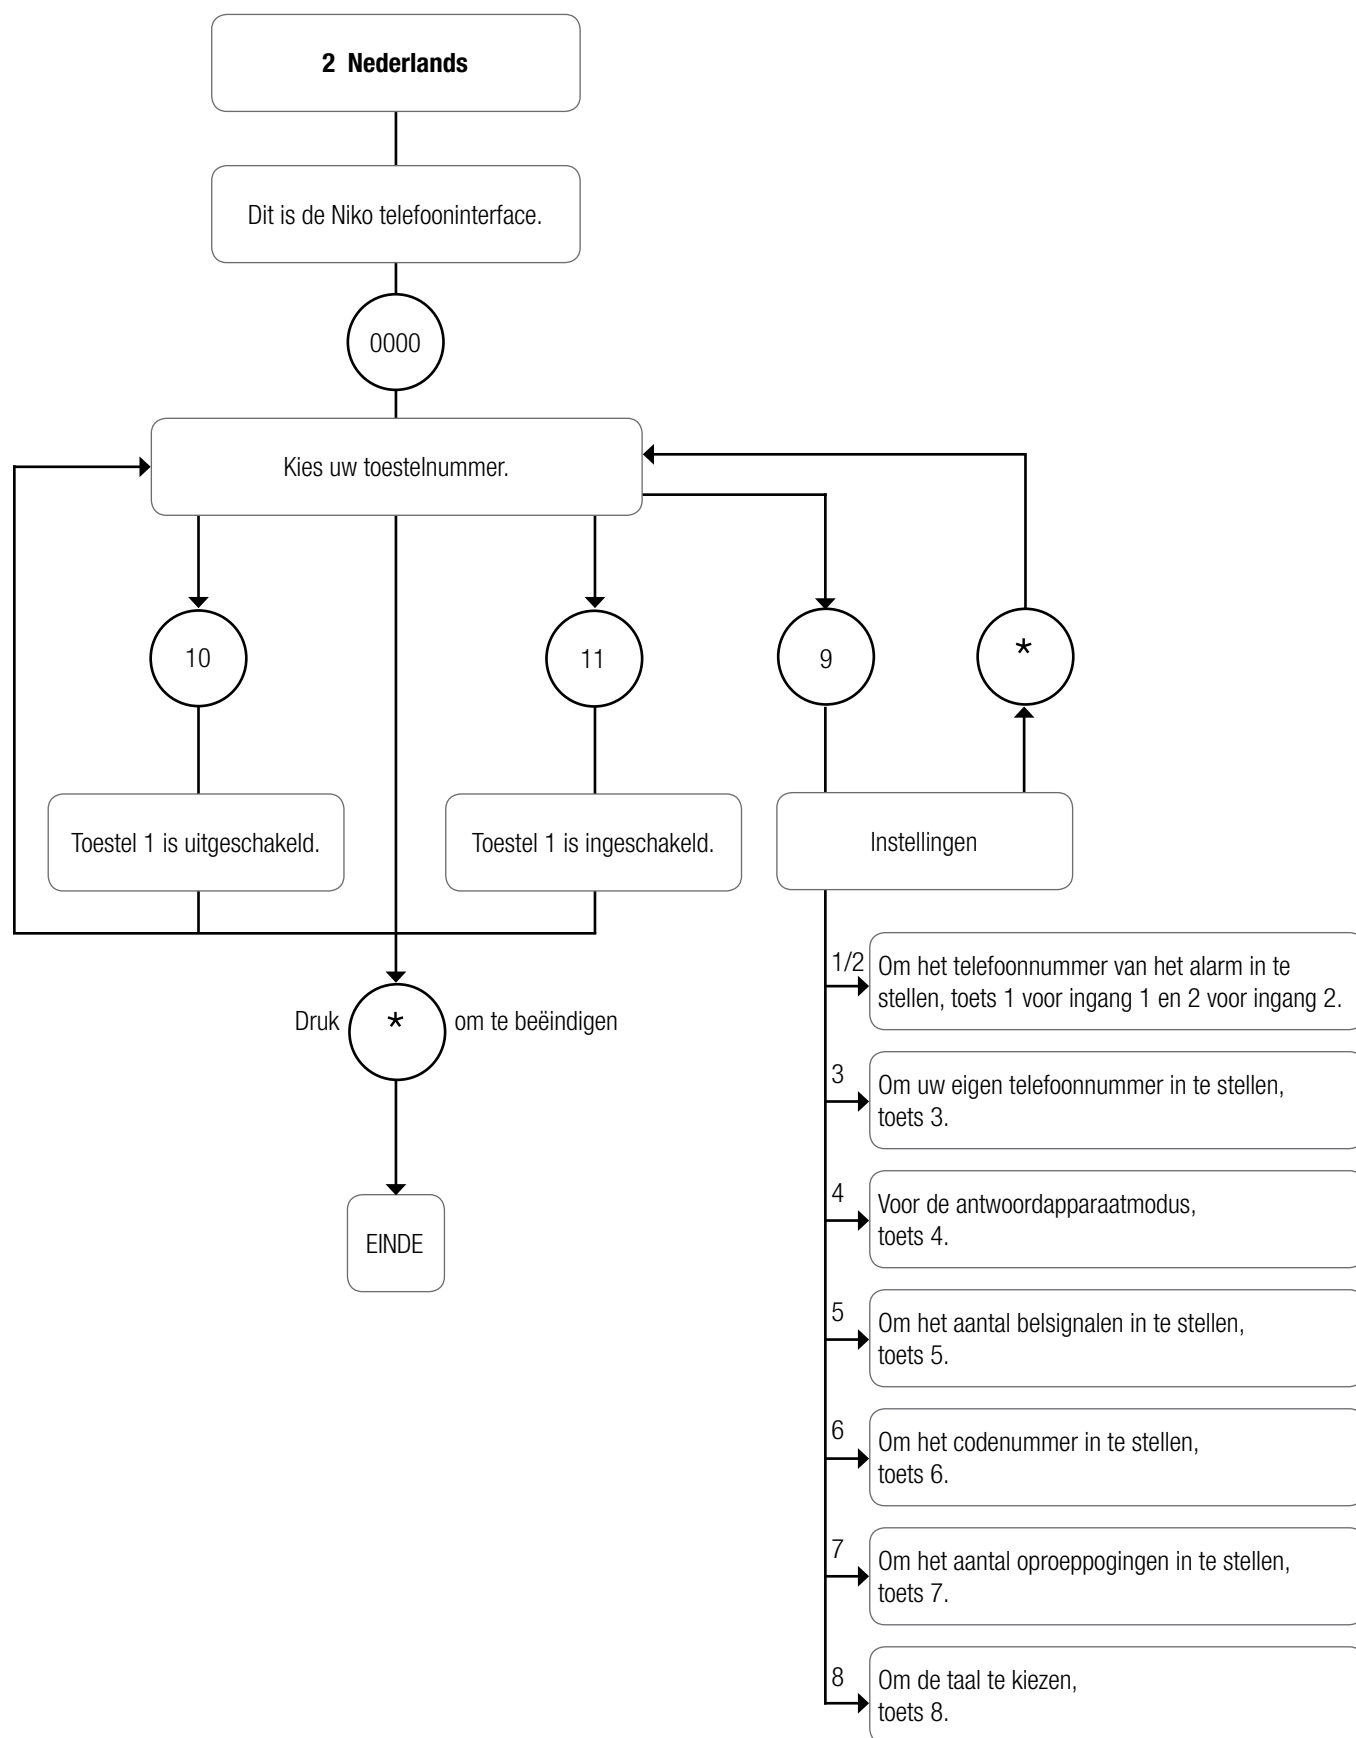 2 Nederlands
Dit is de Niko telefooninterface.
0000
Kies uw toestelnummer.
10
11
9
*
Toestel 1 is uitgeschakeld.
Toestel 1 is ingeschakeld.
Instellingen
Druk * om te beëindigen
EINDE
1/2
Om het telefoonnummer van het alarm in te
stellen, toets 1 voor ingang 1 en 2 voor ingang 2.
3
Om uw eigen telefoonnummer in te stellen,
toets 3.
4
Voor de antwoordapparaatmodus,
toets 4.
5
Om het aantal belsignalen in te stellen,
toets 5.
6
Om het codenummer in te stellen,
toets 6.
7
Om het aantal oproeppogingen in te stellen,
toets 7.
8
Om de taal te kiezen,
toets 8.